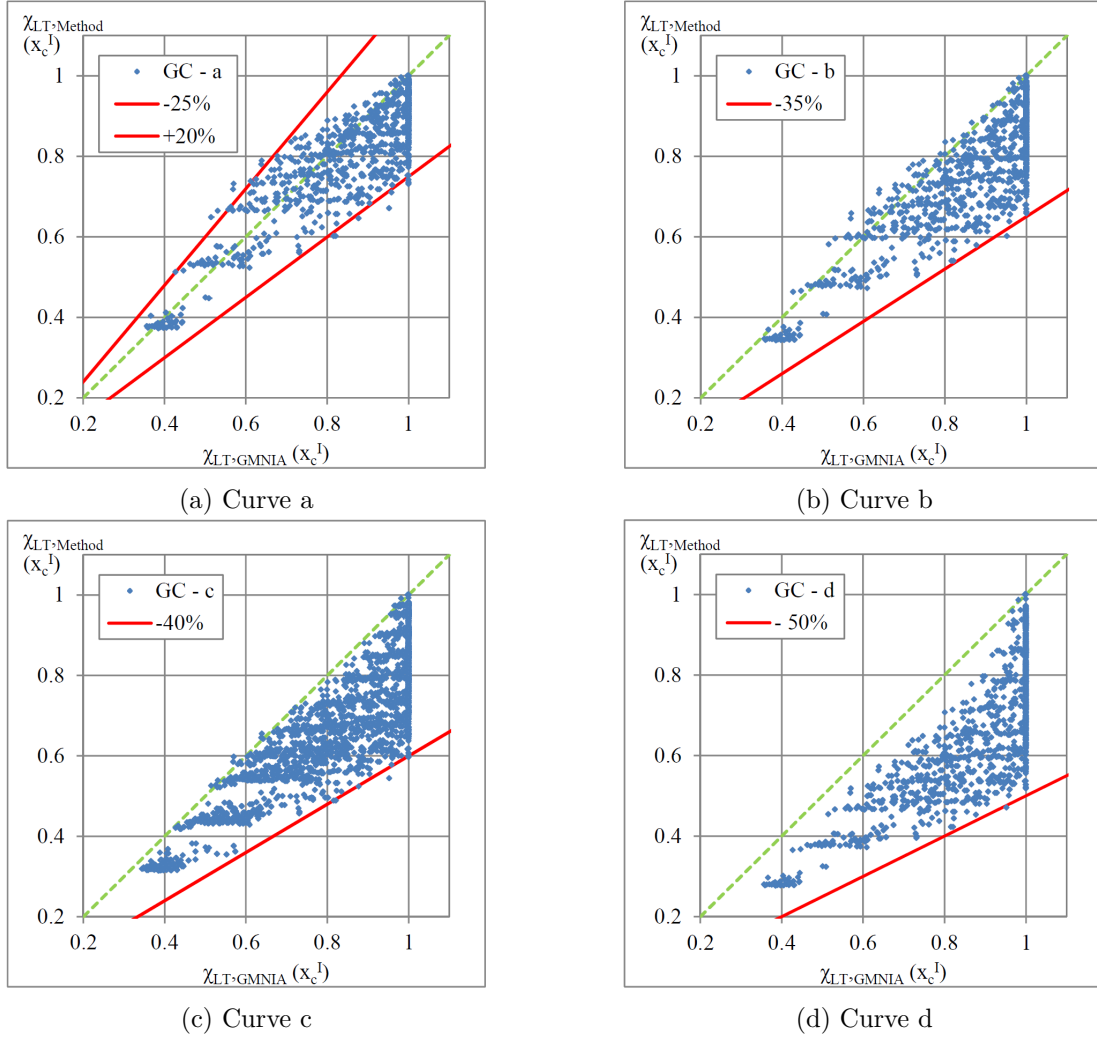 χLT,Method
(xcI)
1
0.8
0.6
0.4
0.2
GC - a
-25%
+20%
0.2 0.4 0.6 0.8 1
χLT,GMNIA (xcI)
(a) Curve a
χLT,Method
(xcI)
1
0.8
0.6
0.4
0.2
GC - b
-35%
0.2 0.4 0.6 0.8 1
χLT,GMNIA (xcI)
(b) Curve b
χLT,Method
(xcI)
1
0.8
0.6
0.4
0.2
GC - c
-40%
0.2 0.4 0.6 0.8 1
χLT,GMNIA (xcI)
(c) Curve c
χLT,Method
(xcI)
1
0.8
0.6
0.4
0.2
GC - d
- 50%
0.2 0.4 0.6 0.8 1
χLT,GMNIA (xcI)
(d) Curve d